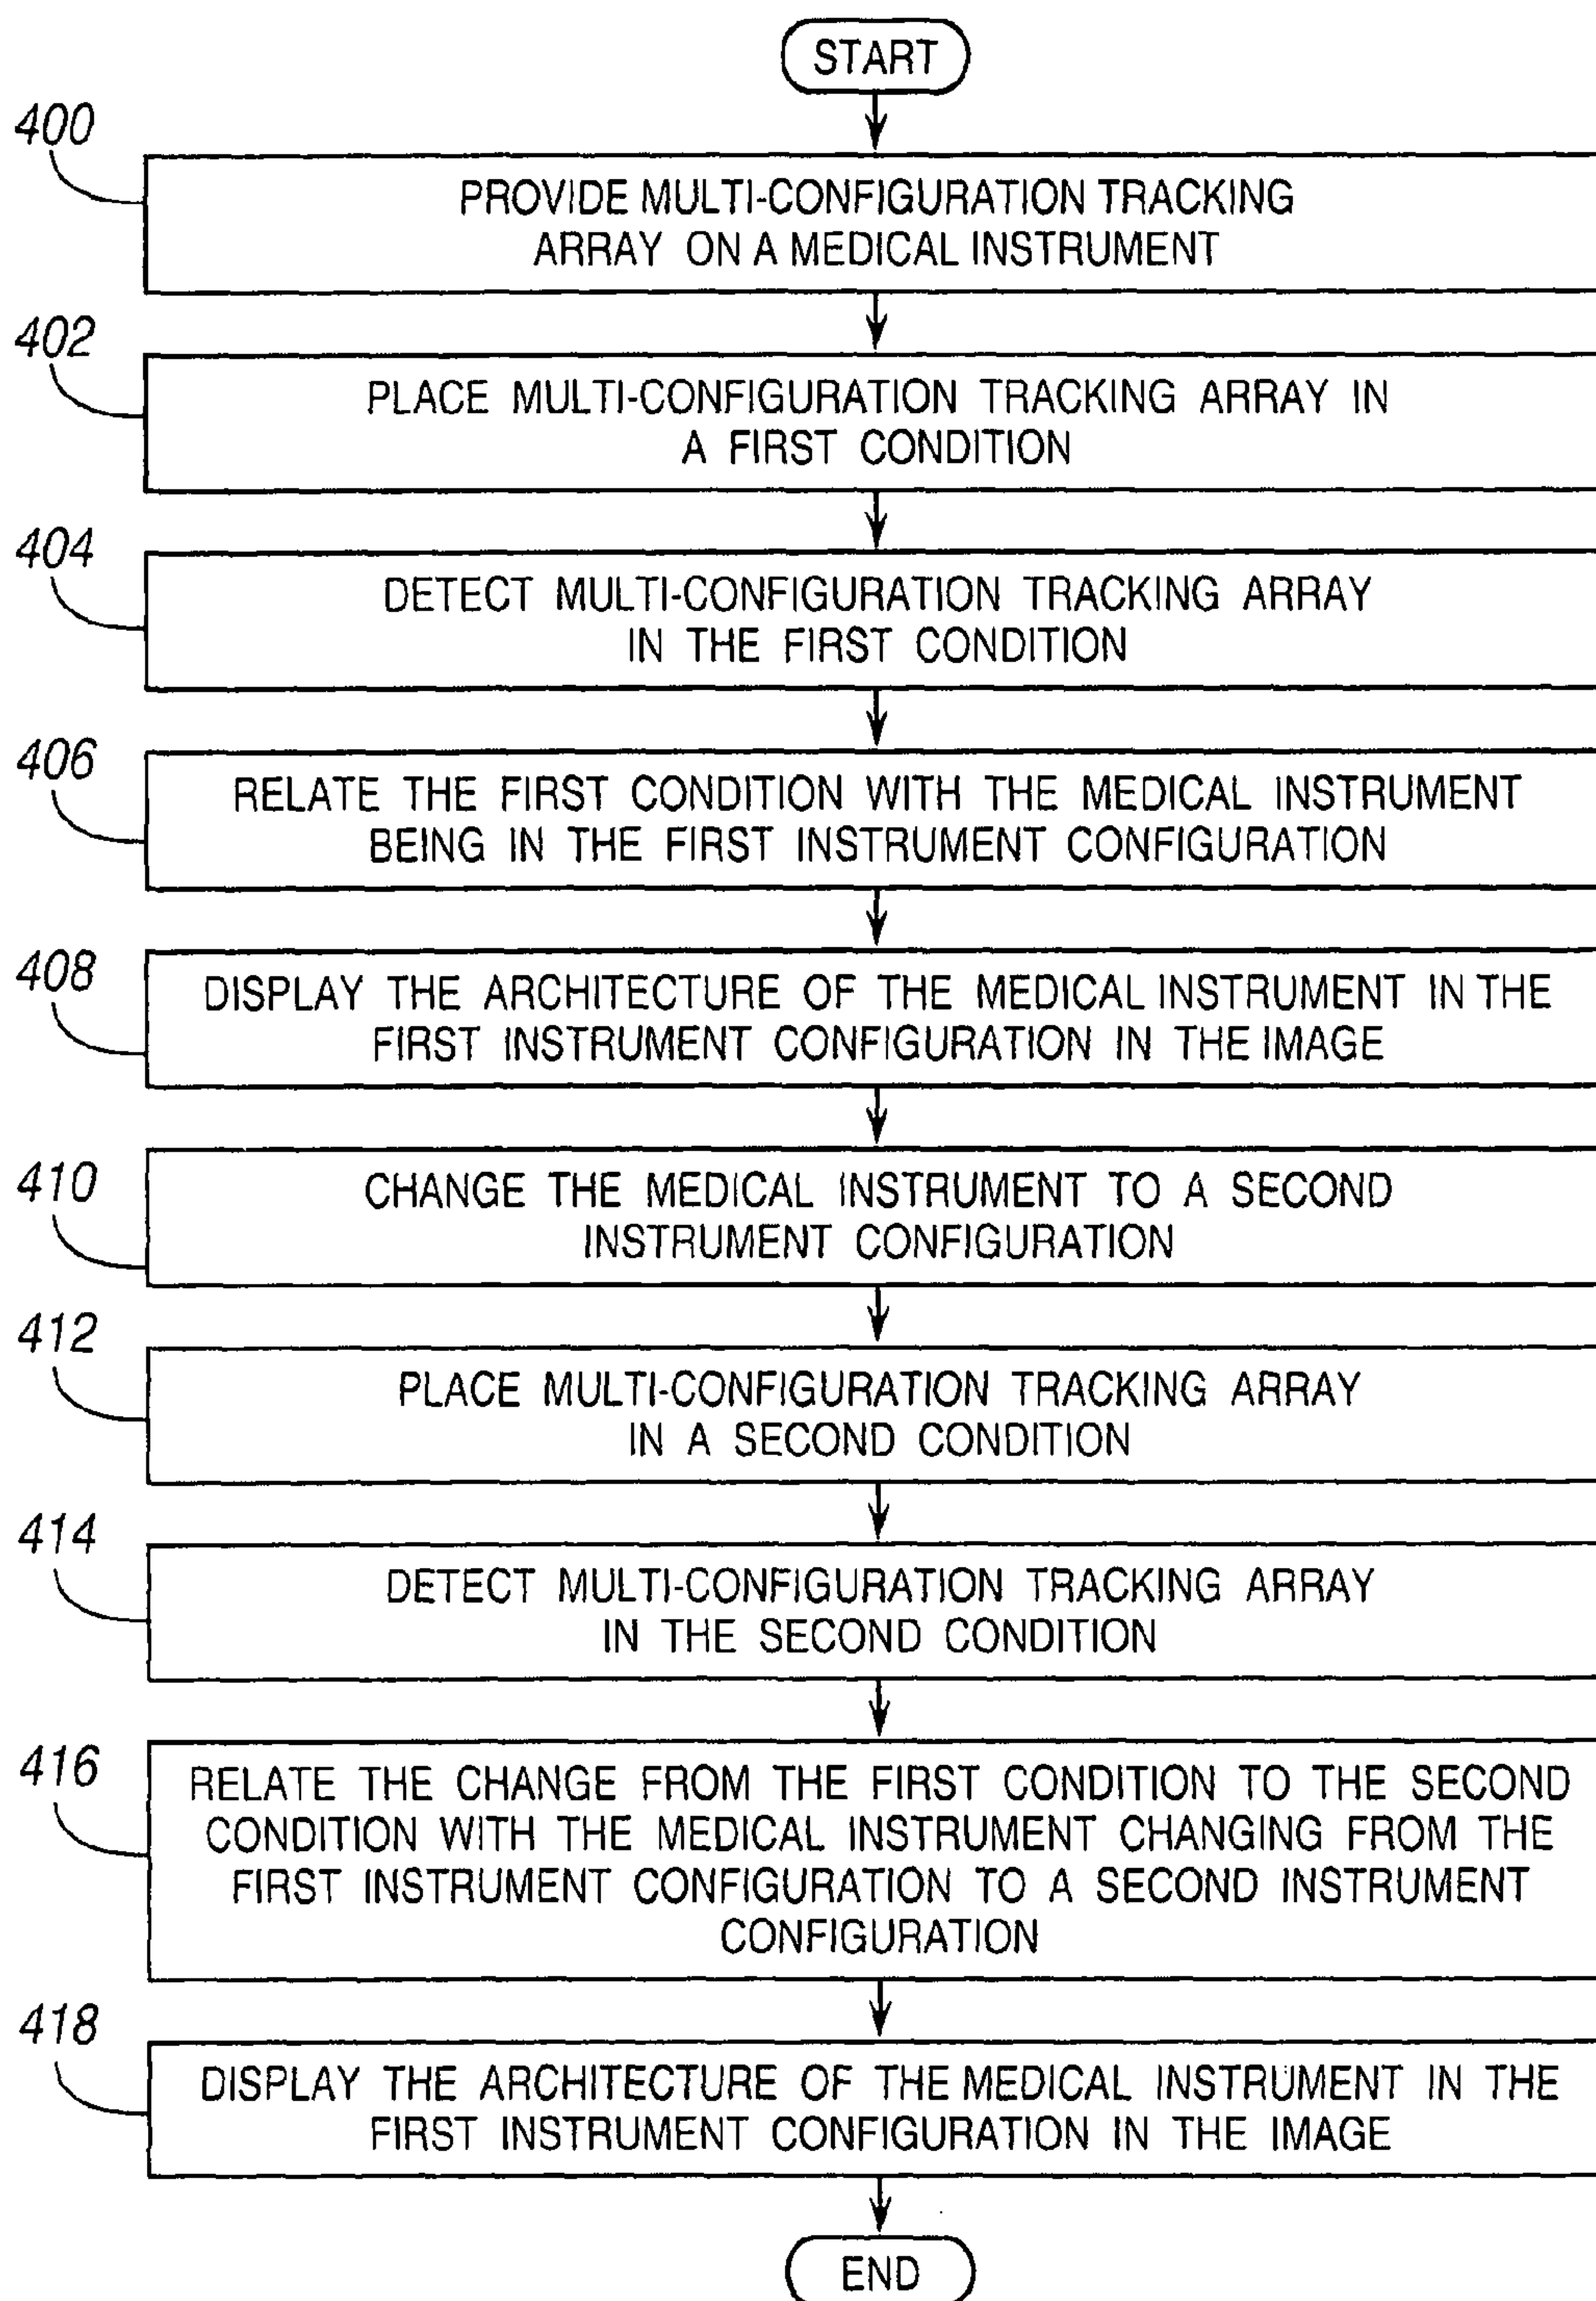 START
400
PROVIDE MULTI-CONFIGURATION TRACKING
ARRAY ON A MEDICAL INSTRUMENT
402
PLACE MULTI-CONFIGURATION TRACKING ARRAY IN
A FIRST CONDITION
404
DETECT MULTI-CONFIGURATION TRACKING ARRAY
IN THE FIRST CONDITION
406
RELATE THE FIRST CONDITION WITH THE MEDICAL INSTRUMENT
BEING IN THE FIRST INSTRUMENT CONFIGURATION
408
DISPLAY THE ARCHITECTURE OF THE MEDICAL INSTRUMENT IN THE
FIRST INSTRUMENT CONFIGURATION IN THE IMAGE
410
CHANGE THE MEDICAL INSTRUMENT TO A SECOND
INSTRUMENT CONFIGURATION
412
PLACE MULTI-CONFIGURATION TRACKING ARRAY
IN A SECOND CONDITION
414
DETECT MULTI-CONFIGURATION TRACKING ARRAY
IN THE SECOND CONDITION
416
RELATE THE CHANGE FROM THE FIRST CONDITION TO THE SECOND
CONDITION WITH THE MEDICAL INSTRUMENT CHANGING FROM THE
FIRST INSTRUMENT CONFIGURATION TO A SECOND INSTRUMENT
CONFIGURATION
418
DISPLAY THE ARCHITECTURE OF THE MEDICAL INSTRUMENT IN THE
FIRST INSTRUMENT CONFIGURATION IN THE IMAGE
END